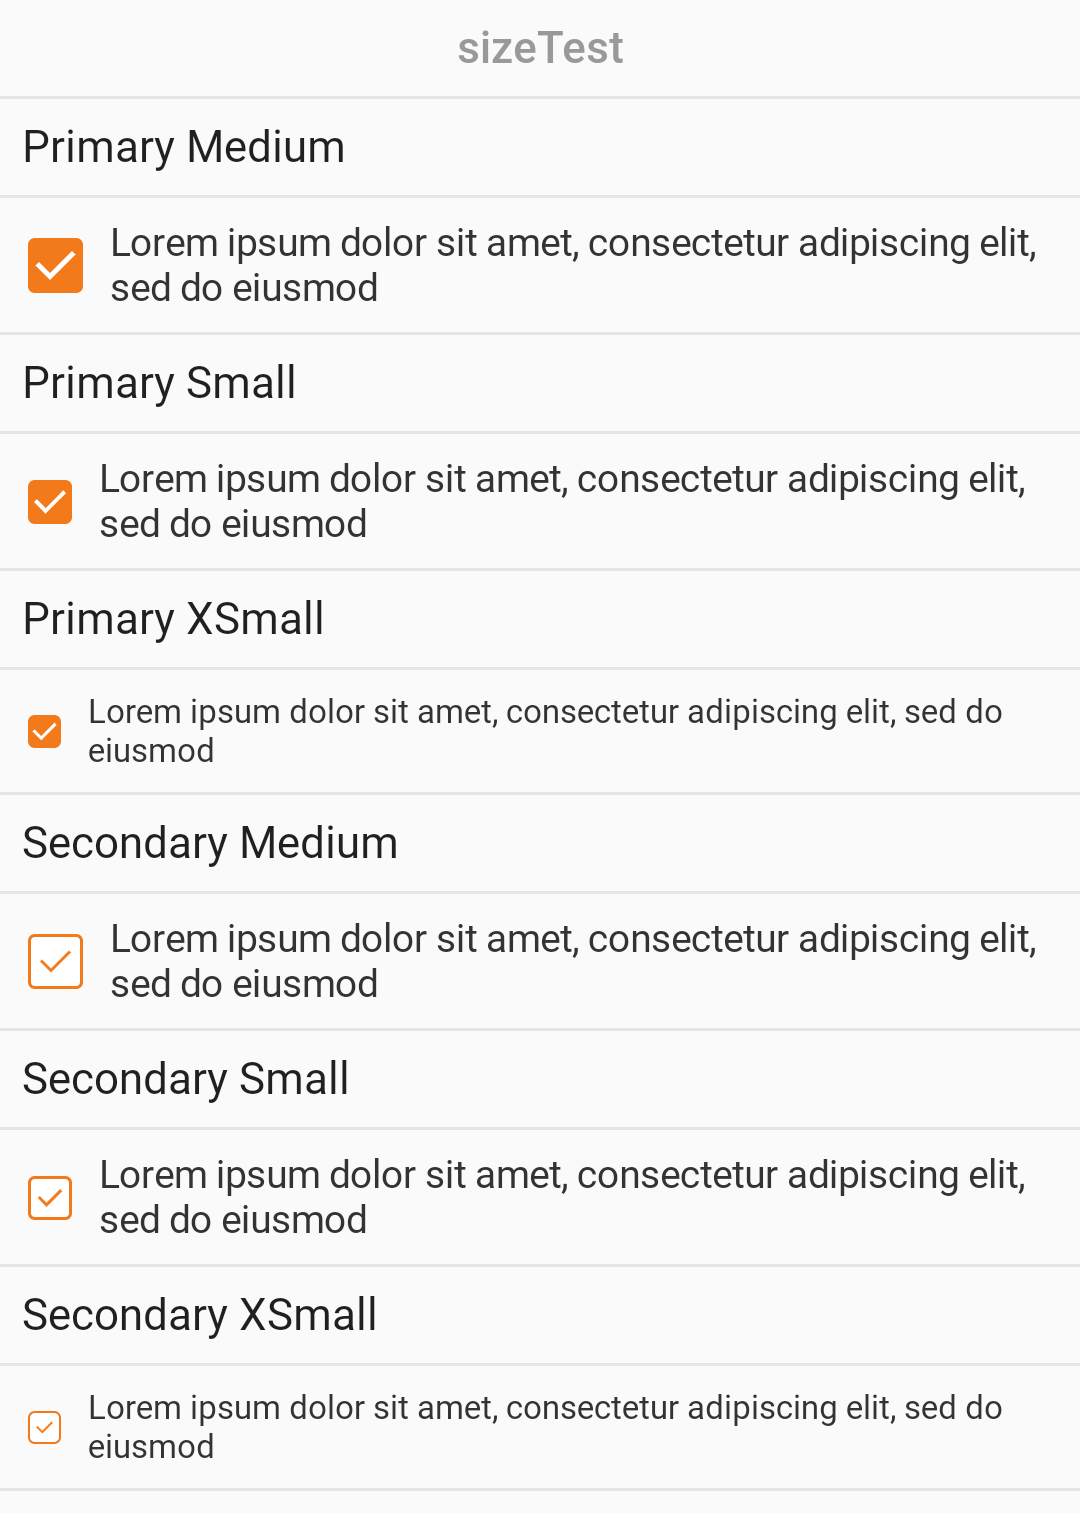 sizeTest
Primary Medium
Lorem ipsum dolor sit amet, consectetur adipiscing elit,
sed do eiusmod
Primary Small
Lorem ipsum dolor sit amet, consectetur adipiscing elit,
sed do eiusmod
Primary XSmall
Lorem ipsum dolor sit amet, consectetur adipiscing elit, sed do
eiusmod
Secondary Medium
Lorem ipsum dolor sit amet, consectetur adipiscing elit,
sed do eiusmod
Secondary Small
Lorem ipsum dolor sit amet, consectetur adipiscing elit,
sed do eiusmod
Secondary XSmall
Lorem ipsum dolor sit amet, consectetur adipiscing elit, sed do
eiusmod